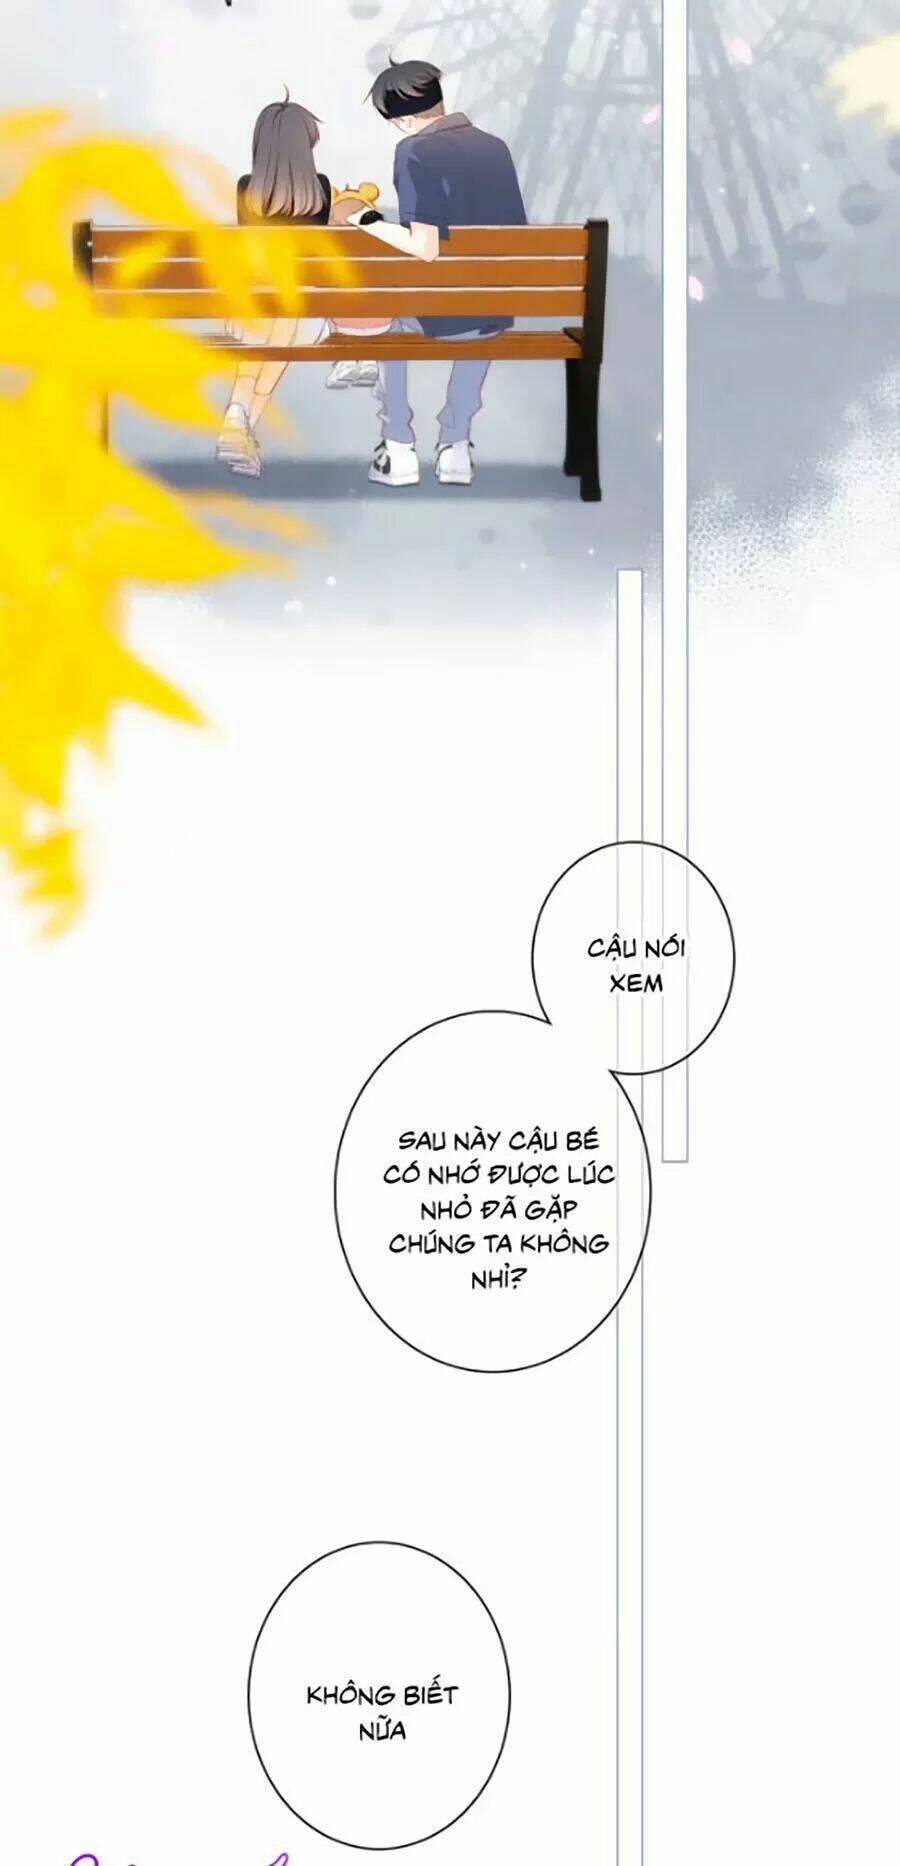 CẬU NÓI
XEM
SAU NÀY CẬU BÉ
CÓ NHỚ ĐƯỢC LÚC
NHỎ ĐÃ GẶP
CHÚNG TA KHÔNG
NHỈ?
KHÔNG BIẾT
NỮA